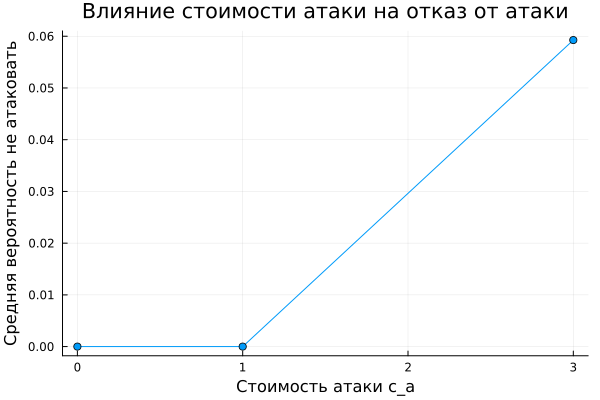 Влияние стоимости атаки на отказ от атаки
Средняя вероятность не атаковать
0.06
0.05
0.04
0.03
0.02
0.01
0.00
0 1 2 3
Стоимость атаки c_a